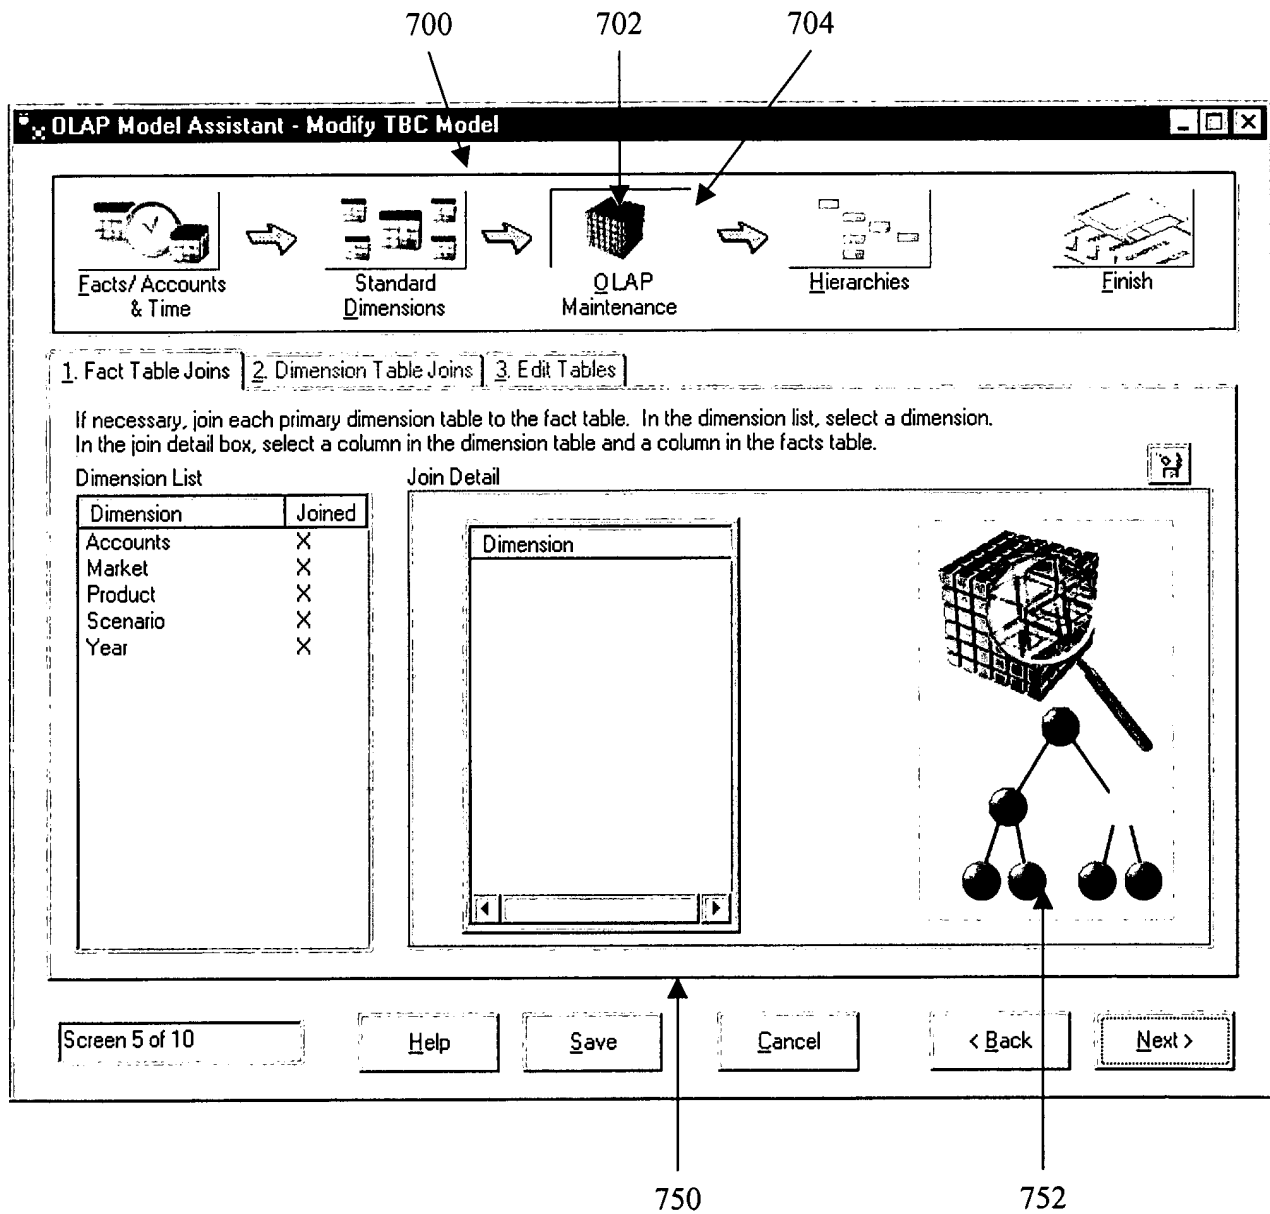 700 702 704
OLAP Model Assistant - Modify TBC Model
Facts/Accounts
& Time
Standard
Dimensions
OLAP
Maintenance
Hierarchies
Finish
1. Fact Table Joins
2. Dimension Table Joins
3. Edit Tables
If necessary, join each primary dimension table to the fact table. In the dimension list, select a dimension.
In the join detail box, select a column in the dimension table and a column in the facts table.
Dimension List
Join Detail
Dimension Joined
Accounts X
Market X
Product X
Scenario X
Year X
Dimension
Screen 5 of 10
Help
Save
Cancel
< Back
Next >
750 752